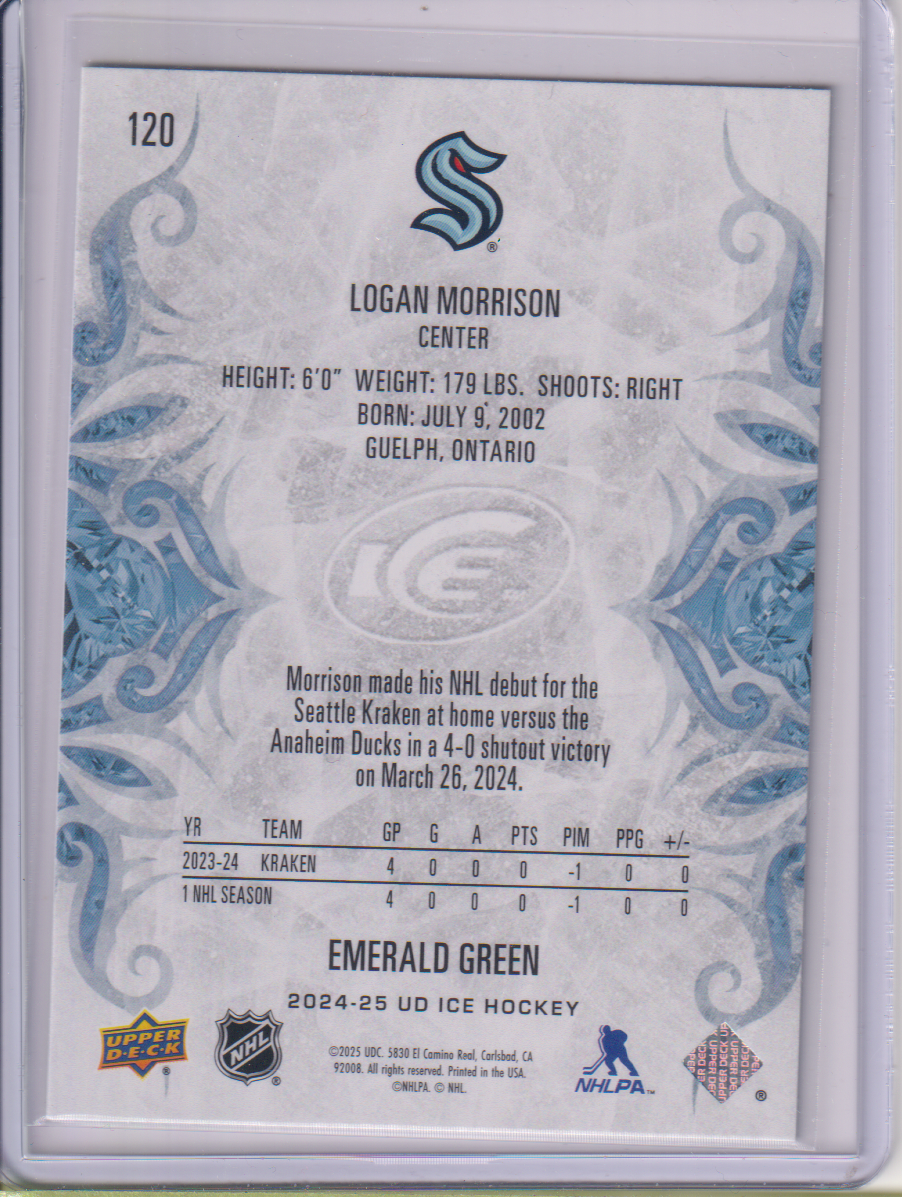 120
LOGAN MORRISON
CENTER
HEIGHT: 6'0" WEIGHT: 179 LBS. SHOOTS: RIGHT
BORN: JULY 9, 2002
GUELPH, ONTARIO
ICE
Morrison made his NHL debut for the
Seattle Kraken at home versus the
Anaheim Ducks in a 4-0 shutout victory
on March 26, 2024.
YR TEAM GP G A PTS PIM PPG +/-
2023-24 KRAKEN 4 0 0 0 -1 0 0
1 NHL SEASON 4 0 0 0 -1 0 0
EMERALD GREEN
2024-25 UD ICE HOCKEY
UPPER
D·E·C·K
NHL
©2025 UDC. 5830 El Camino Real, Carlsbad, CA
92008. All rights reserved. Printed in the USA.
©NHLPA. © NHL.
NHLPA™
UPPER DECK